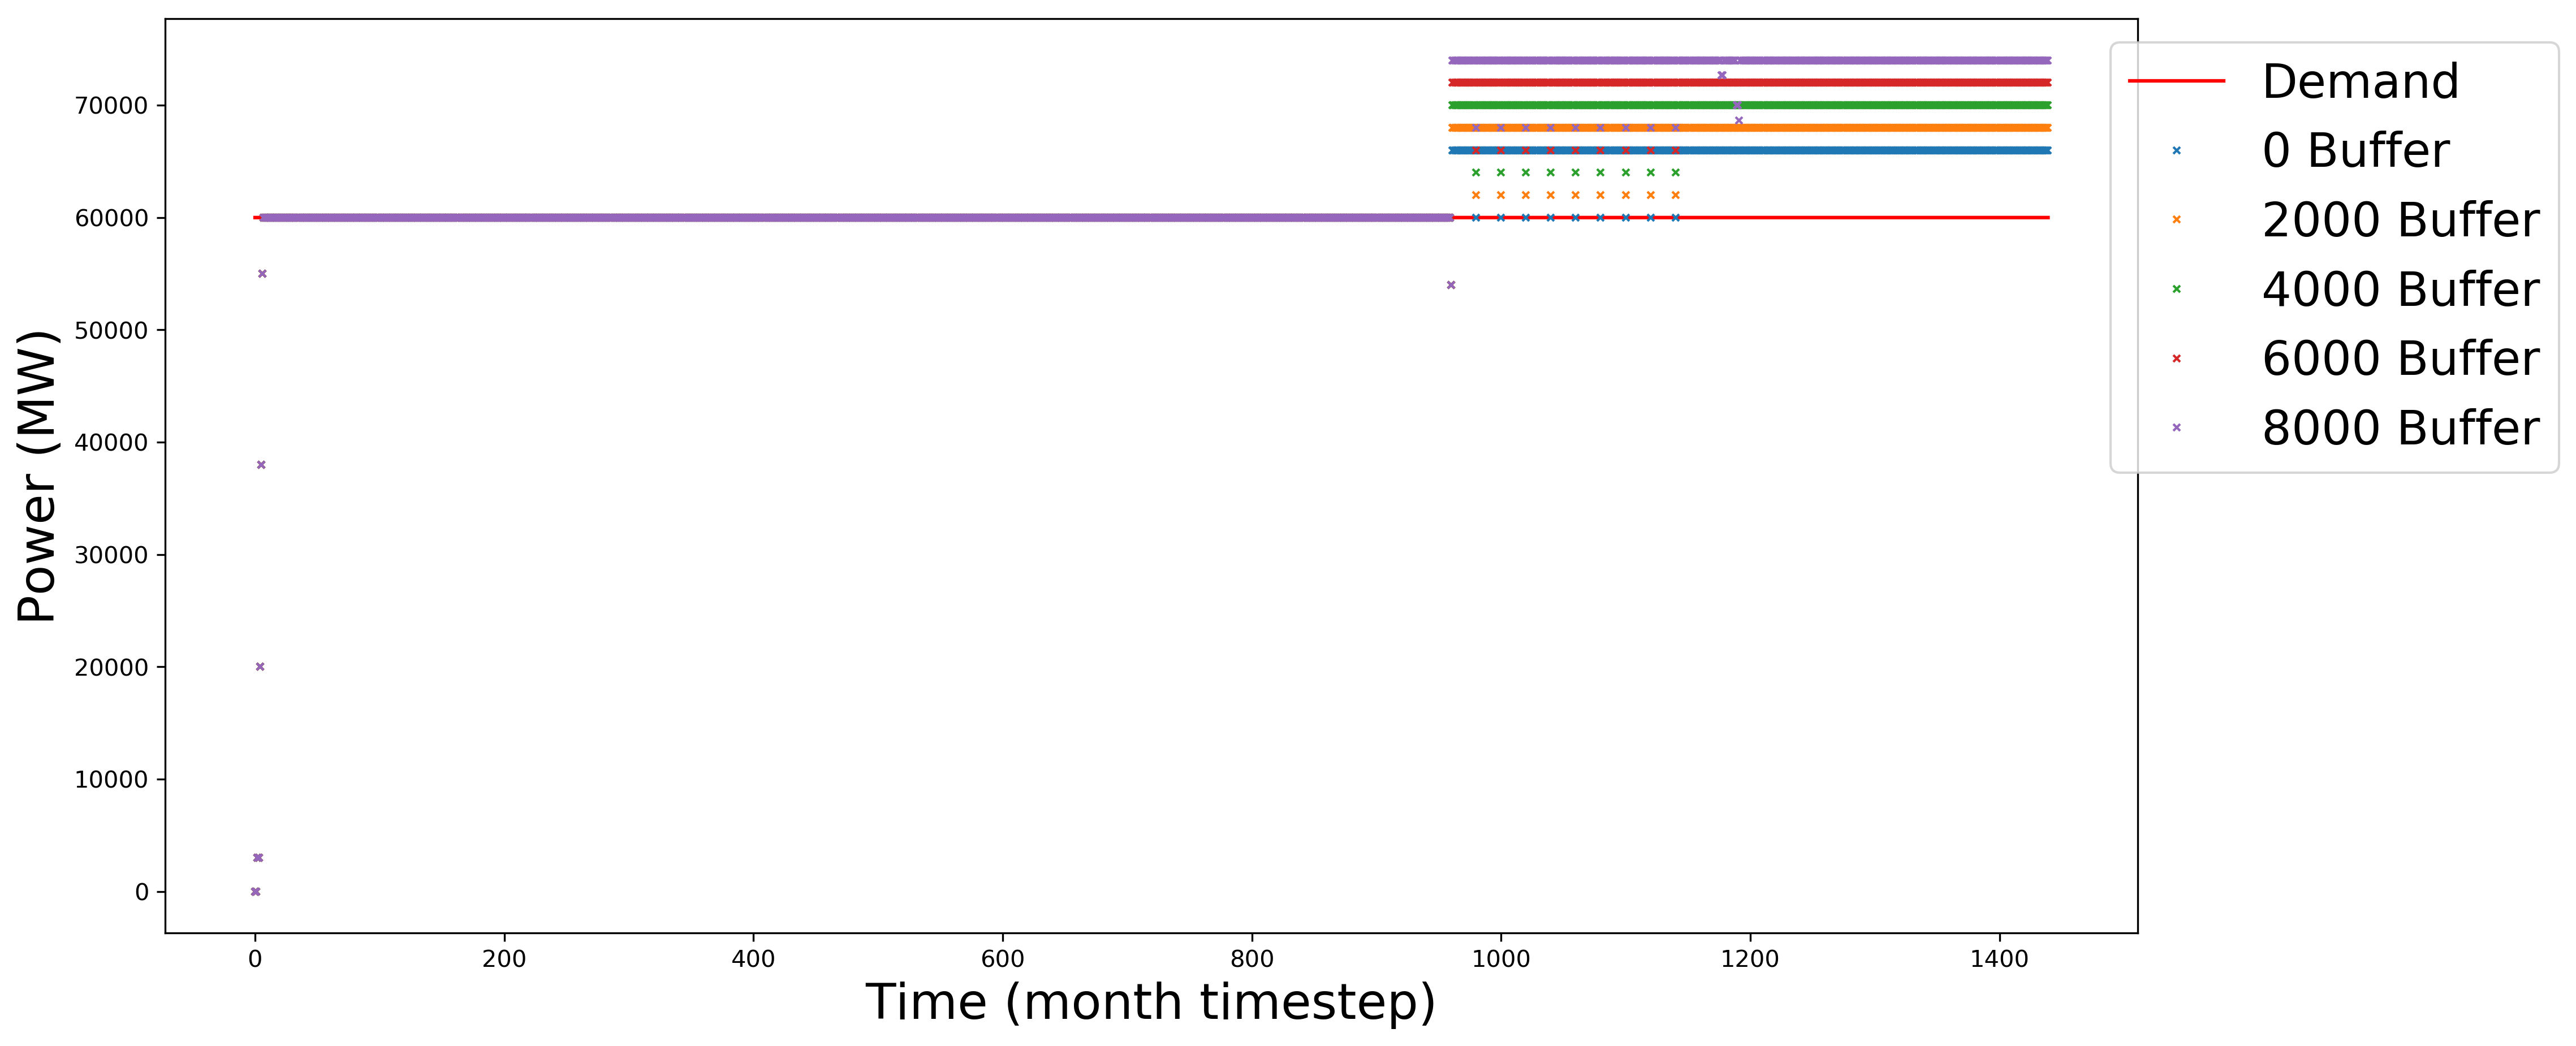 70000
60000
50000
40000
30000
20000
10000
0
Power (MW)
0 200 400 600 800 1000 1200 1400
Time (month timestep)
Demand
0 Buffer
2000 Buffer
4000 Buffer
6000 Buffer
8000 Buffer